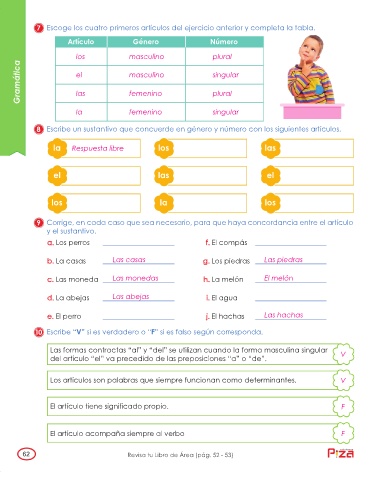 Gramática
7 Escoge los cuatro primeros artículos del ejercicio anterior y completa la tabla.
Artículo Género Número
los masculino plural
el masculino singular
las femenino plural
la femenino singular
8 Escribe un sustantivo que concuerde en género y número con los siguientes artículos.
la Respuesta libre los las
el las el
los la los
9 Corrige, en cada caso que sea necesario, para que haya concordancia entre el artículo
y el sustantivo.
a. Los perros f. El compás
b. La casas Las casas g. Los piedras Las piedras
c. Las moneda Las monedas h. La melón El melón
d. La abejas Las abejas i. El agua
e. El perro j. El hachas Las hachas
10 Escribe “V” si es verdadero o “F” si es falso según corresponda.
Las formas contractas “al” y “del” se utilizan cuando la forma masculina singular
del artículo “el” va precedido de las preposiciones “a” o “de”. V
Los artículos son palabras que siempre funcionan como determinantes. V
El artículo tiene significado propio. F
El artículo acompaña siempre al verbo F
62 Revisa tu Libro de Área (pág. 52 - 53) Piza